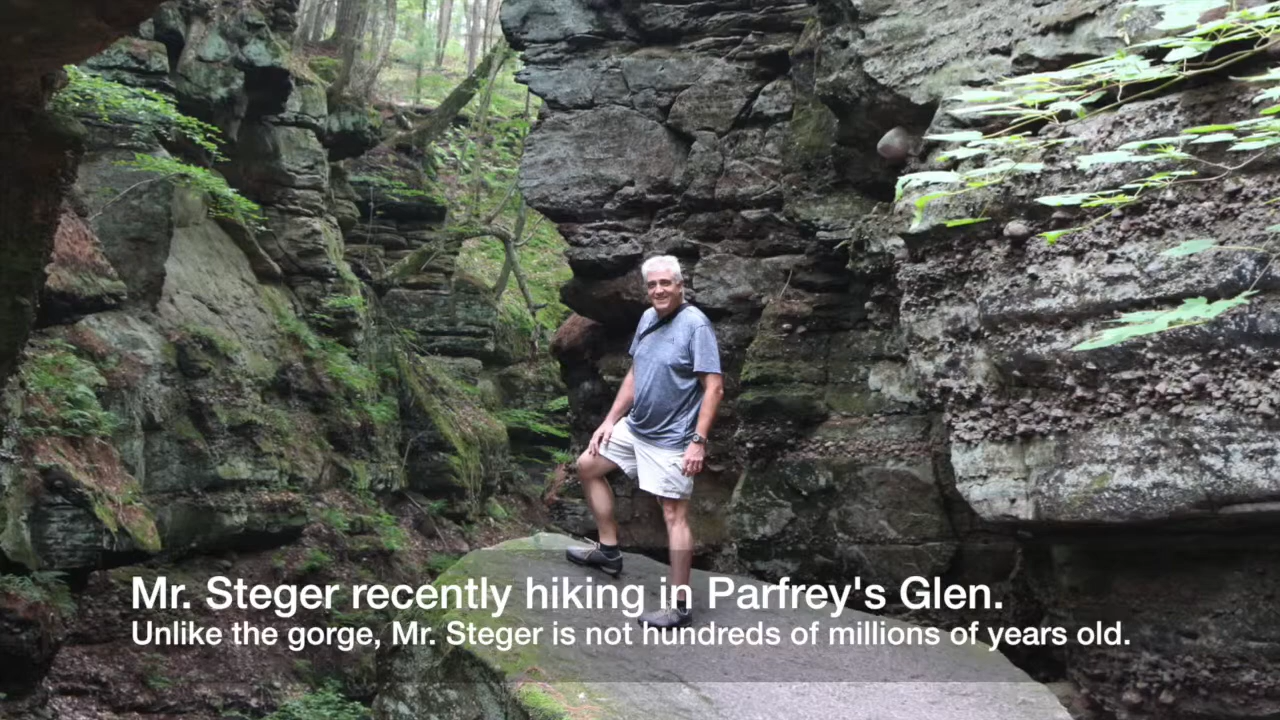 Mr. Steger recently hiking in Parfrey's Glen.
Unlike the gorge, Mr. Steger is not hundreds of millions of years old.